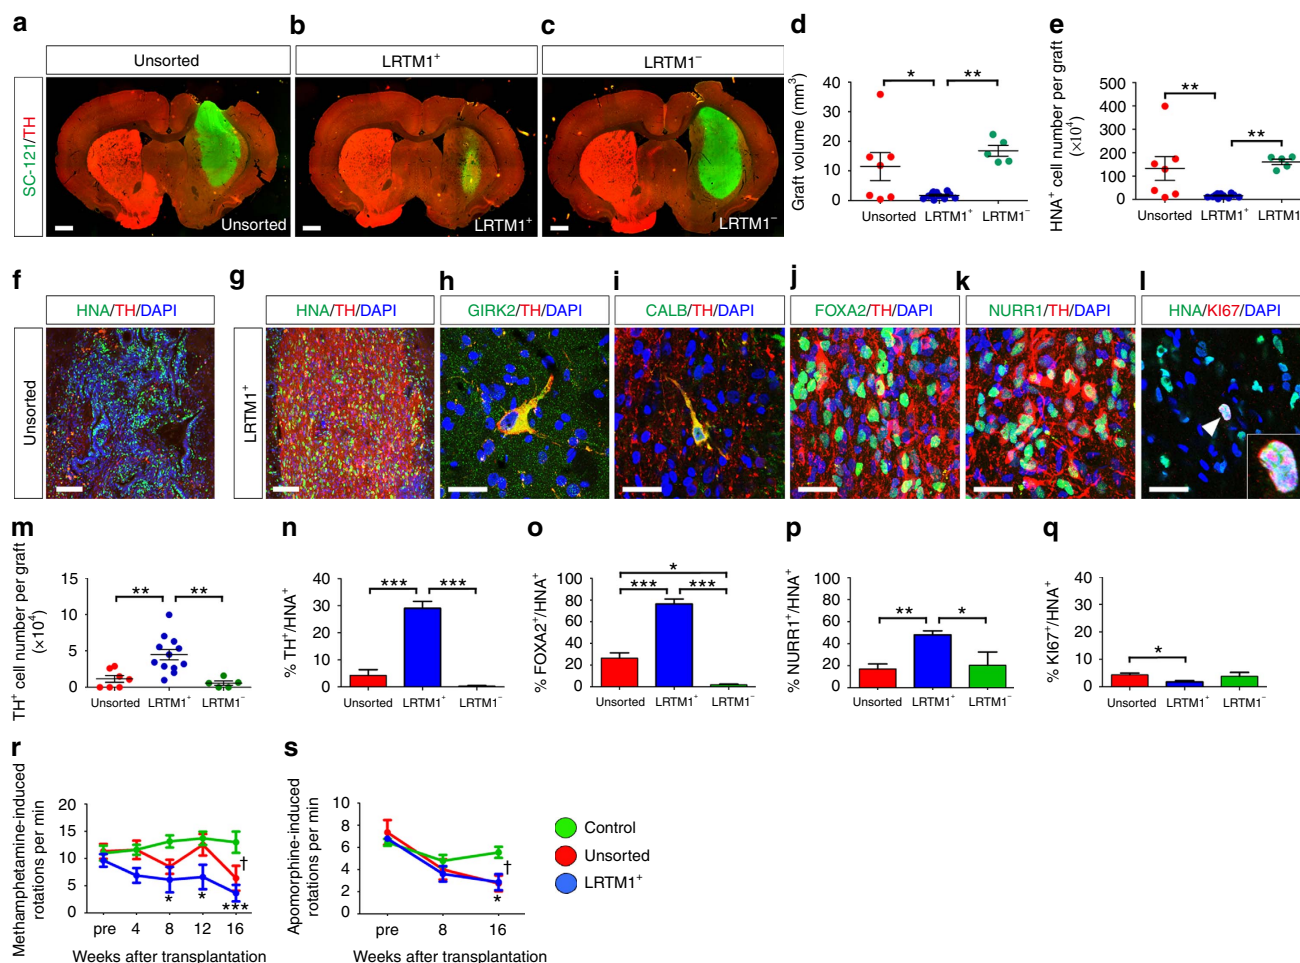 a
b
c
d
e
Unsorted
LRTM1⁺
LRTM1⁻
SC-121/TH
Unsorted
LRTM1⁺
LRTM1⁻
Graft volume (mm³)
40
30
20
10
0
*
**
Unsorted
LRTM1⁺
LRTM1⁻
HNA⁺ cell number per graft
(×10⁴)
500
400
300
200
100
0
**
**
Unsorted
LRTM1⁺
LRTM1
f
g
h
i
j
k
l
HNA/TH/DAPI
HNA/TH/DAPI
GIRK2/TH/DAPI
CALB/TH/DAPI
FOXA2/TH/DAPI
NURR1/TH/DAPI
HNA/KI67/DAPI
Unsorted
LRTM1⁺
m
n
o
p
q
TH⁺ cell number per graft
(×10⁴)
15
10
5
0
**
**
Unsorted
LRTM1⁺
LRTM1⁻
% TH⁺/HNA⁺
40
30
20
10
0
***
***
Unsorted
LRTM1⁺
LRTM1⁻
% FOXA2⁺/HNA⁺
100
80
60
40
20
0
*
***
***
Unsorted
LRTM1⁺
LRTM1⁻
% NURR1⁺/HNA⁺
100
80
60
40
20
0
**
*
Unsorted
LRTM1⁺
LRTM1⁻
% KI67⁺/HNA⁺
40
30
20
10
0
*
Unsorted
LRTM1⁺
LRTM1⁻
r
s
Methamphetamine-induced
rotations per min
20
15
10
5
0
†
*
*
***
pre
4
8
12
16
Weeks after transplantation
Apomorphine-induced
rotations per min
10
8
6
4
2
0
†
*
pre
8
16
Weeks after transplantation
Control
Unsorted
LRTM1⁺